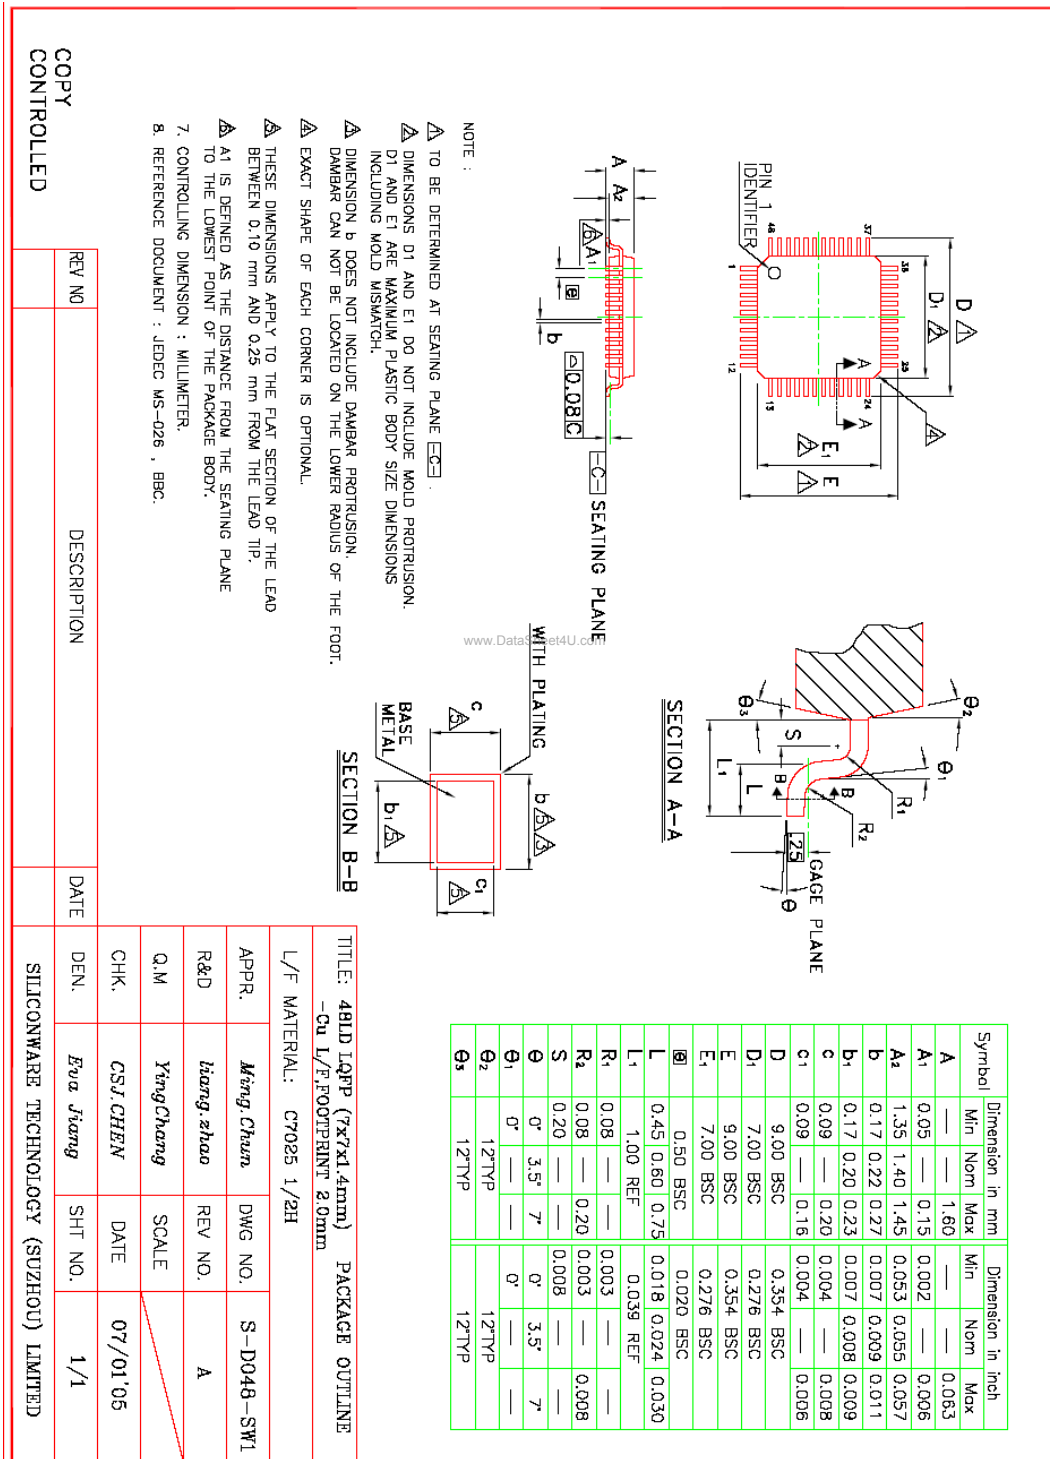 PIN 1
IDENTIFIER
48
37
1
36
12
25
13
24
D 1
D1 2
A
A
4
E1 2
E 1
A
A2
6 A1
e
b
0.08 C
-C- SEATING PLANE
θ2
θ3
S
L1
L
B
B
θ1
R1
R2
.25
GAGE PLANE
θ
SECTION A-A
WITH PLATING
b 5 3
c
5
BASE
METAL
b1 5
c1
5
SECTION B-B
www.DataSheet4U.com
Symbol Dimension in mm Dimension in inch
Min Nom Max Min Nom Max
A — — 1.60 — — 0.063
A1 0.05 — 0.15 0.002 — 0.006
A2 1.35 1.40 1.45 0.053 0.055 0.057
b 0.17 0.22 0.27 0.007 0.009 0.011
b1 0.17 0.20 0.23 0.007 0.008 0.009
c 0.09 — 0.20 0.004 — 0.008
c1 0.09 — 0.16 0.004 — 0.006
D 9.00 BSC 0.354 BSC
D1 7.00 BSC 0.276 BSC
E 9.00 BSC 0.354 BSC
E1 7.00 BSC 0.276 BSC
e 0.50 BSC 0.020 BSC
L 0.45 0.60 0.75 0.018 0.024 0.030
L1 1.00 REF 0.039 REF
R1 0.08 — — 0.003 — —
R2 0.08 — 0.20 0.003 — 0.008
S 0.20 — — 0.008 — —
θ 0° 3.5° 7° 0° 3.5° 7°
θ1 0° — — 0° — —
θ2 12°TYP 12°TYP
θ3 12°TYP 12°TYP
NOTE :
1 TO BE DETERMINED AT SEATING PLANE -C- .
2 DIMENSIONS D1 AND E1 DO NOT INCLUDE MOLD PROTRUSION.
D1 AND E1 ARE MAXIMUM PLASTIC BODY SIZE DIMENSIONS
INCLUDING MOLD MISMATCH.
3 DIMENSION b DOES NOT INCLUDE DAMBAR PROTRUSION.
DAMBAR CAN NOT BE LOCATED ON THE LOWER RADIUS OF THE FOOT.
4 EXACT SHAPE OF EACH CORNER IS OPTIONAL.
5 THESE DIMENSIONS APPLY TO THE FLAT SECTION OF THE LEAD
BETWEEN 0.10 mm AND 0.25 mm FROM THE LEAD TIP.
6 A1 IS DEFINED AS THE DISTANCE FROM THE SEATING PLANE
TO THE LOWEST POINT OF THE PACKAGE BODY.
7. CONTROLLING DIMENSION : MILLIMETER.
8. REFERENCE DOCUMENT : JEDEC MS-026 , BBC.
COPY
CONTROLLED
REV NO DESCRIPTION DATE
TITLE: 48LD LQFP (7x7x1.4mm) PACKAGE OUTLINE
-Cu L/F,FOOTPRINT 2.0mm
L/F MATERIAL: C7025 1/2H
APPR. Ming.Chun DWG NO. S-D048-SW1
R&D liang.zhao REV NO. A
Q.M YingChang SCALE
CHK. CSJ.CHEN DATE 07/01'05
DEN. Eva Jiang SHT NO. 1/1
SILICONWARE TECHNOLOGY (SUZHOU) LIMITED